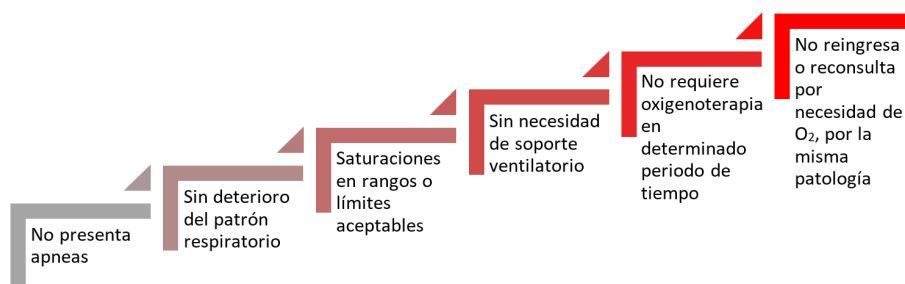 No presenta
apneas
Sin deterioro
del patrón
respiratorio
Saturaciones
en rangos o
límites
aceptables
Sin necesidad
de soporte
ventilatorio
No requiere
oxigenoterapia
en
determinado
periodo de
tiempo
No reingresa
o reconsulta
por
necesidad de
O₂, por la
misma
patología